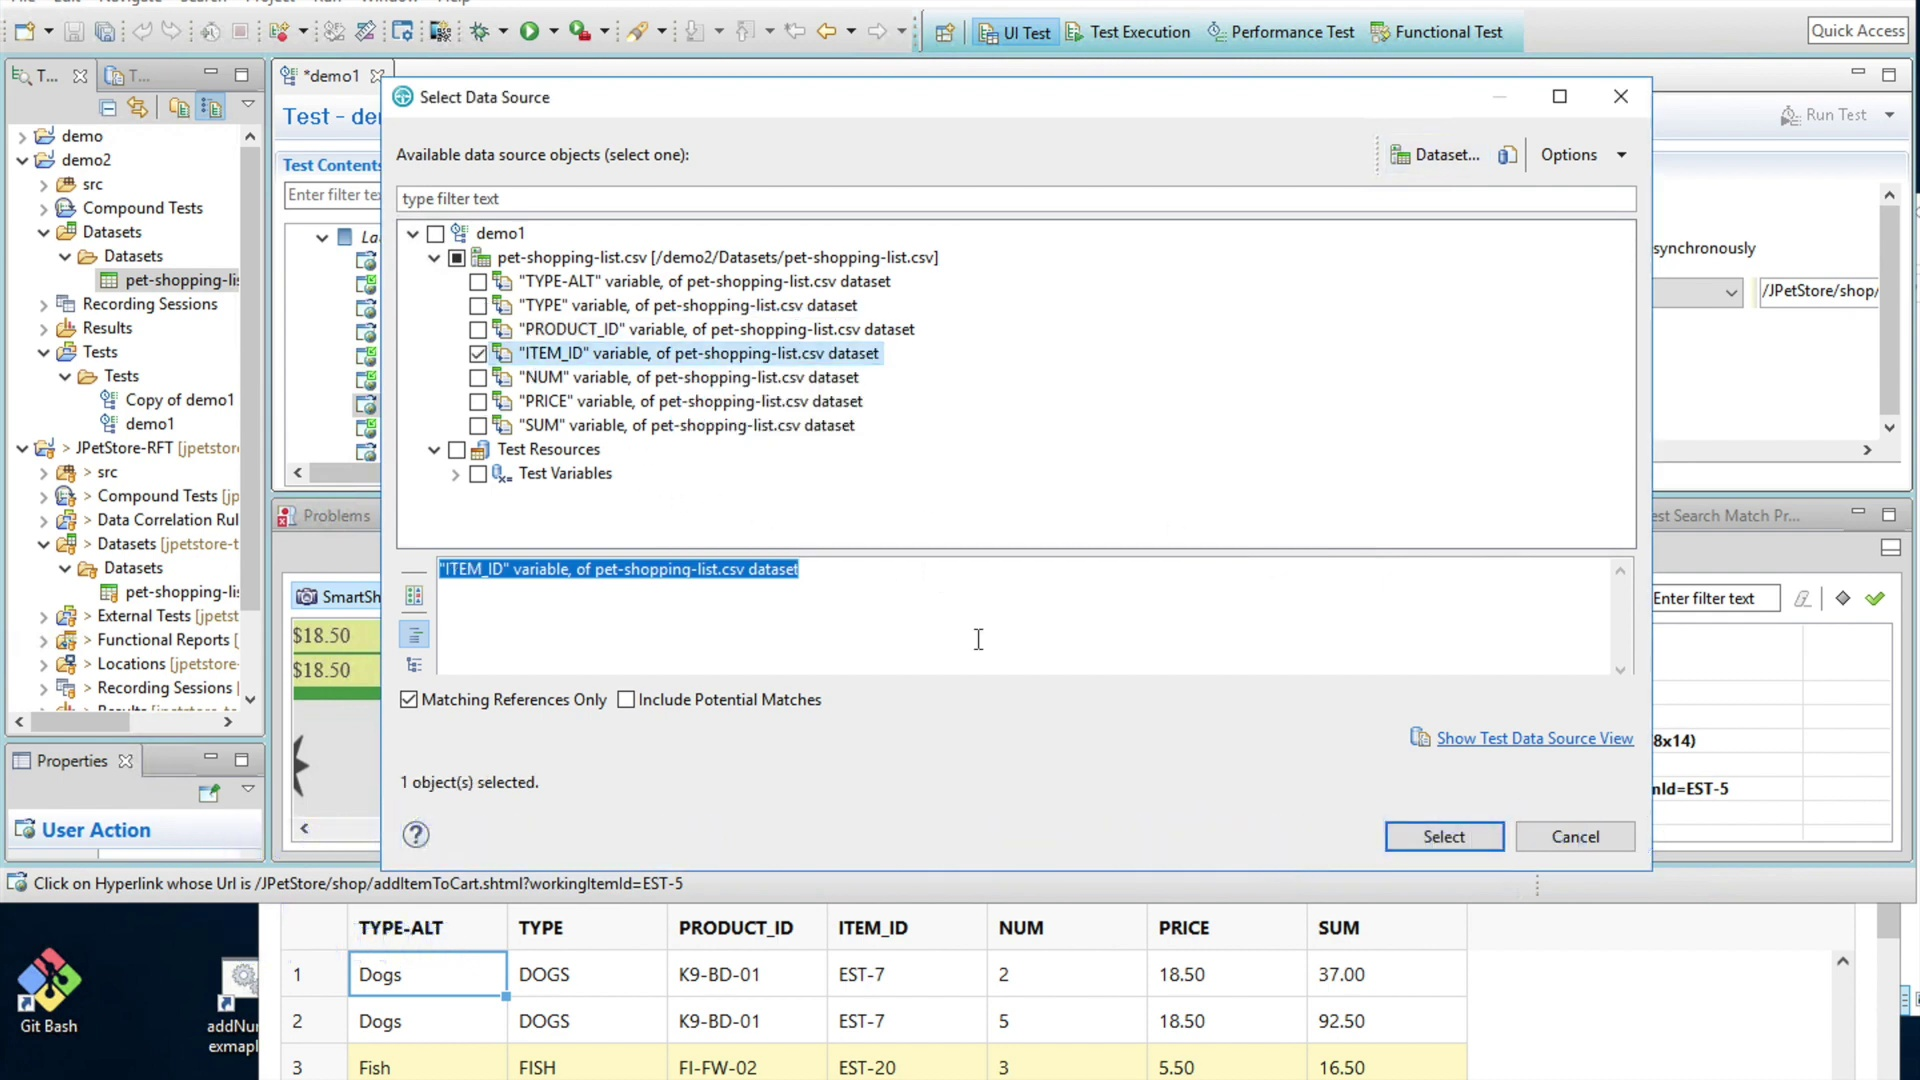 Quick Access
UI Test
Test Execution
Performance Test
Functional Test
T...
T...
*demo1
Select Data Source
Test - de
Run Test
demo
demo2
src
Compound Tests
Datasets
Datasets
pet-shopping-lis
Recording Sessions
Results
Tests
Tests
Copy of demo1
demo1
> JPetStore-RFT [jpetstore
> src
> Compound Tests [jp
> Data Correlation Rul
> Datasets [jpetstore-t
Datasets
pet-shopping-lis
> External Tests [jpetst
> Functional Reports (
> Locations [jpetstore-
> Recording Sessions |
Test Contents
Enter filter te
Available data source objects (select one):
Dataset...
Options
type filter text
demo1
pet-shopping-list.csv [/demo2/Datasets/pet-shopping-list.csv]
"TYPE-ALT" variable, of pet-shopping-list.csv dataset
"TYPE" variable, of pet-shopping-list.csv dataset
"PRODUCT_ID" variable, of pet-shopping-list.csv dataset
"ITEM_ID" variable, of pet-shopping-list.csv dataset
"NUM" variable, of pet-shopping-list.csv dataset
"PRICE" variable, of pet-shopping-list.csv dataset
"SUM" variable, of pet-shopping-list.csv dataset
Test Resources
Test Variables
"ITEM_ID" variable, of pet-shopping-list.csv dataset
Matching References Only
Include Potential Matches
Show Test Data Source View
1 object(s) selected.
Select
Cancel
synchronously
/JPetStore/shop/
Problems
est Search Match Pr...
SmartSh
$18.50
$18.50
Enter filter text
8x14)
nId=EST-5
Properties
User Action
Click on Hyperlink whose Url is /JPetStore/shop/addItemToCart.shtml?workingItemId=EST-5
TYPE-ALT TYPE PRODUCT_ID ITEM_ID NUM PRICE SUM
1 Dogs DOGS K9-BD-01 EST-7 2 18.50 37.00
2 Dogs DOGS K9-BD-01 EST-7 5 18.50 92.50
3 Fish FISH FI-FW-02 EST-20 3 5.50 16.50
Git Bash
addNu
exmapl